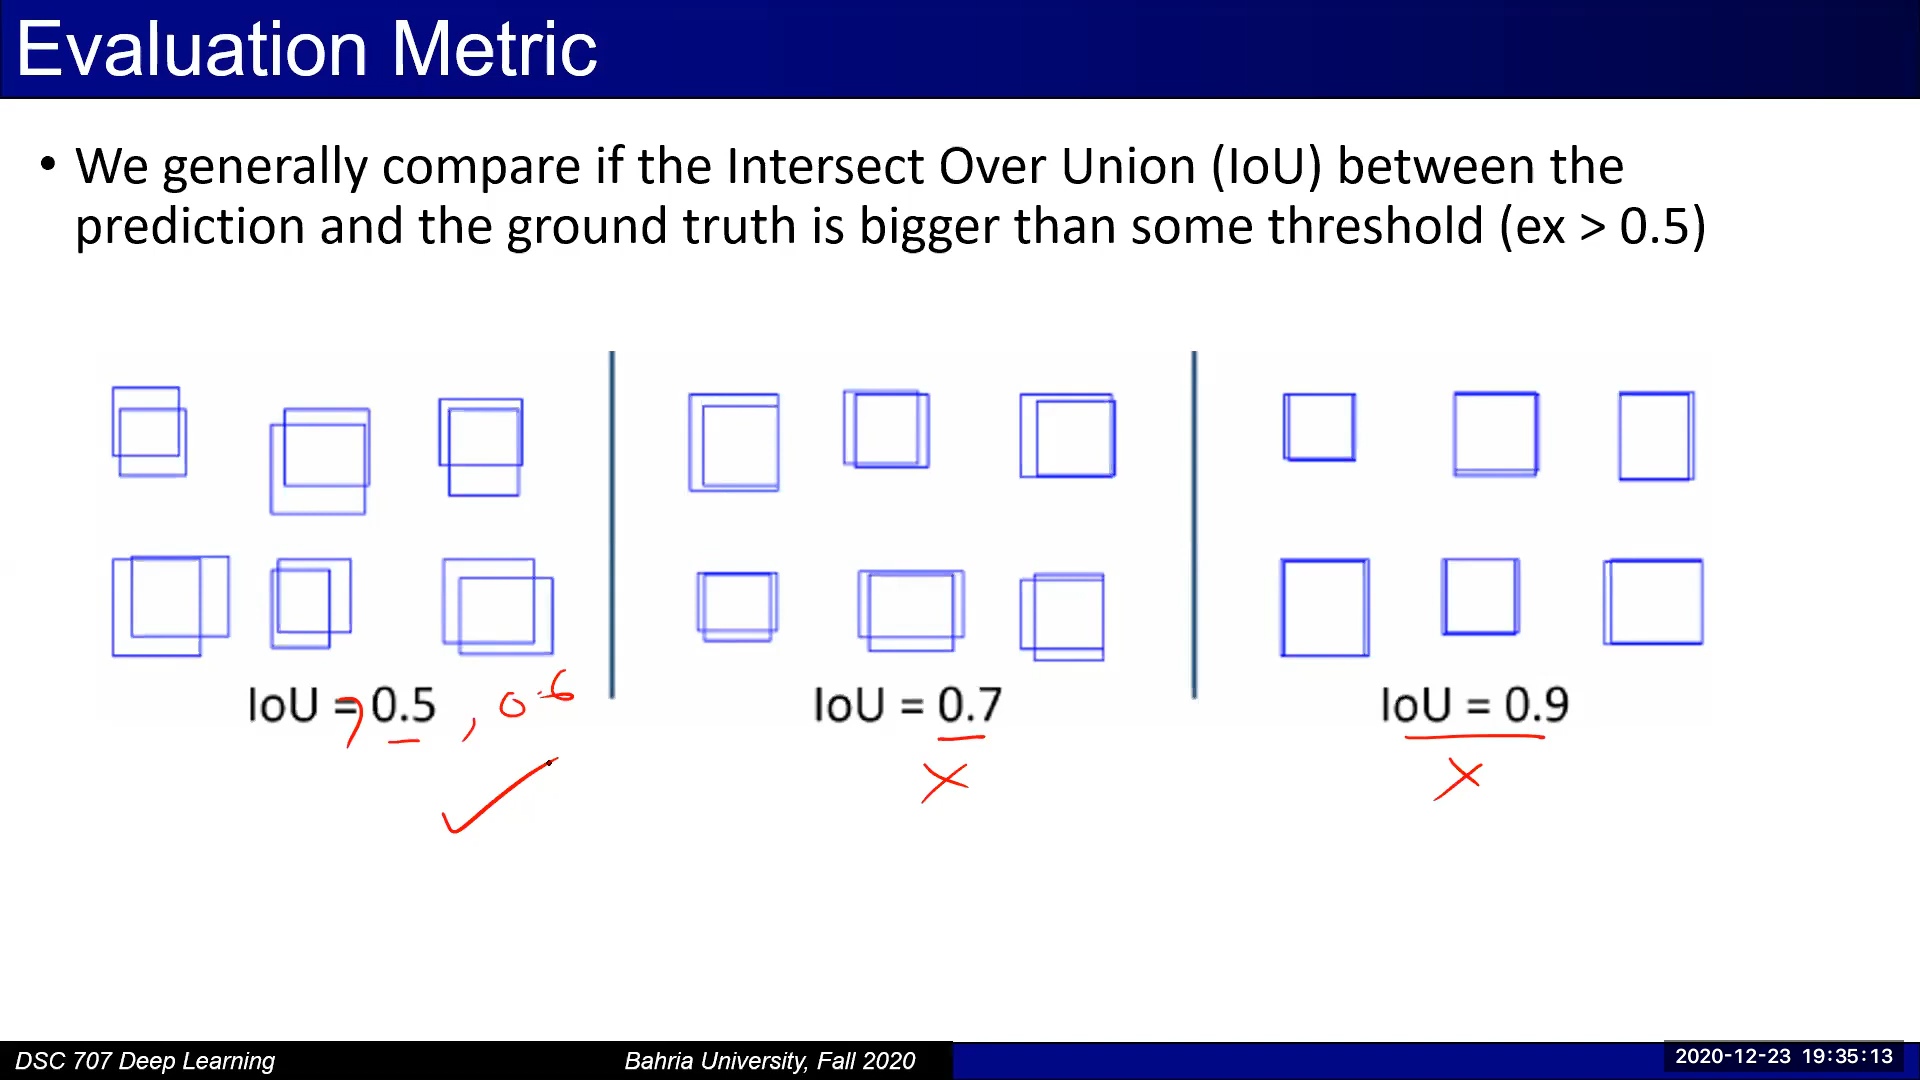 Evaluation Metric
• We generally compare if the Intersect Over Union (IoU) between the
prediction and the ground truth is bigger than some threshold (ex > 0.5)
IoU = 0.5 , 0.6
IoU = 0.7
IoU = 0.9
DSC 707 Deep Learning
Bahria University, Fall 2020
2020-12-23 19:35:13